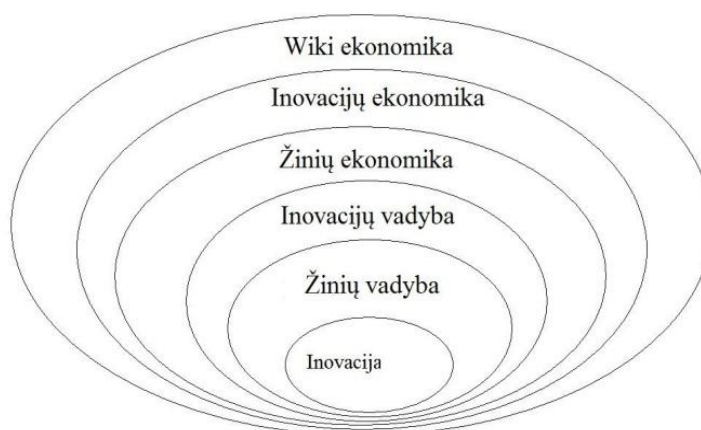 Wiki ekonomika
Inovacijų ekonomika
Žinių ekonomika
Inovacijų vadyba
Žinių vadyba
Inovacija